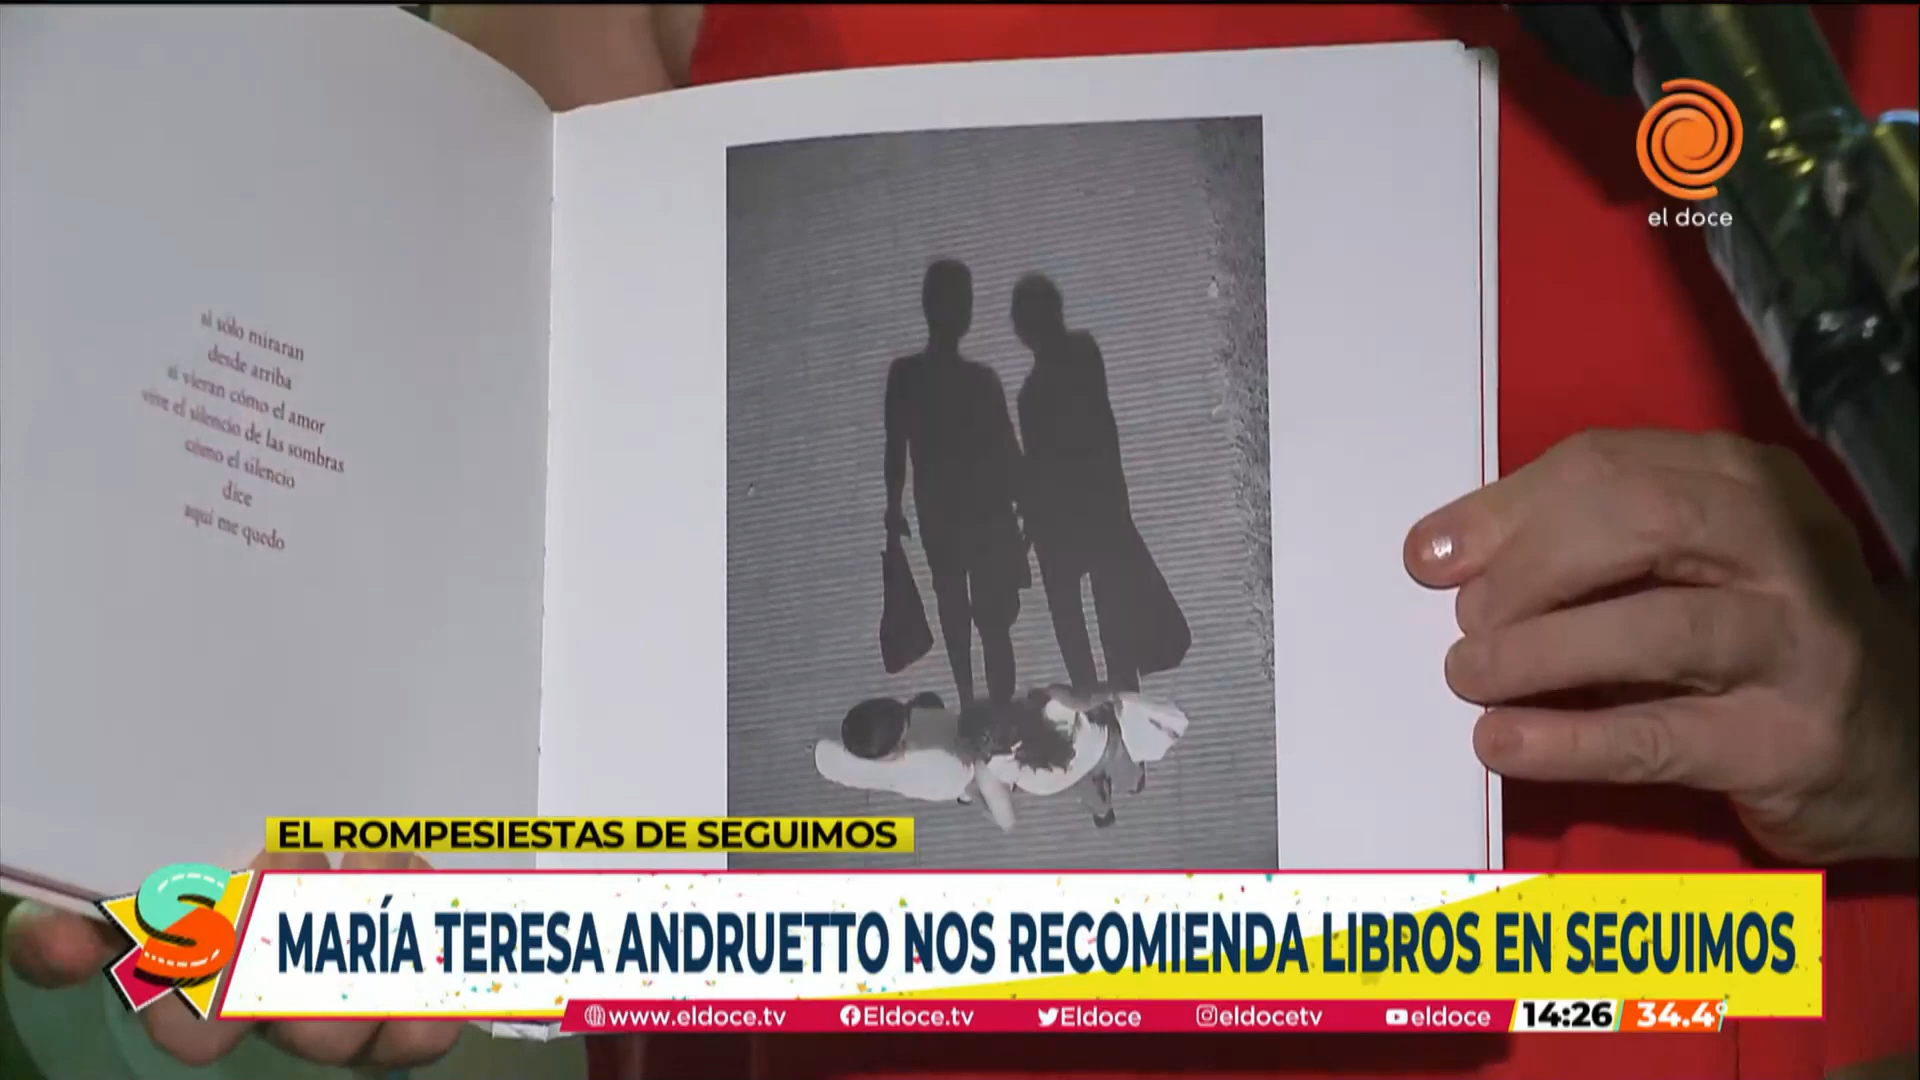 si sólo miraran
desde arriba
si vieran cómo el amor
vive el silencio de las sombras
cómo el silencio
dice
aquí me quedo
el doce
EL ROMPESIESTAS DE SEGUIMOS
S
MARÍA TERESA ANDRUETTO NOS RECOMIENDA LIBROS EN SEGUIMOS
www.eldoce.tv Eldoce.tv Eldoce eldocetv eldoce 14:26 34.4°